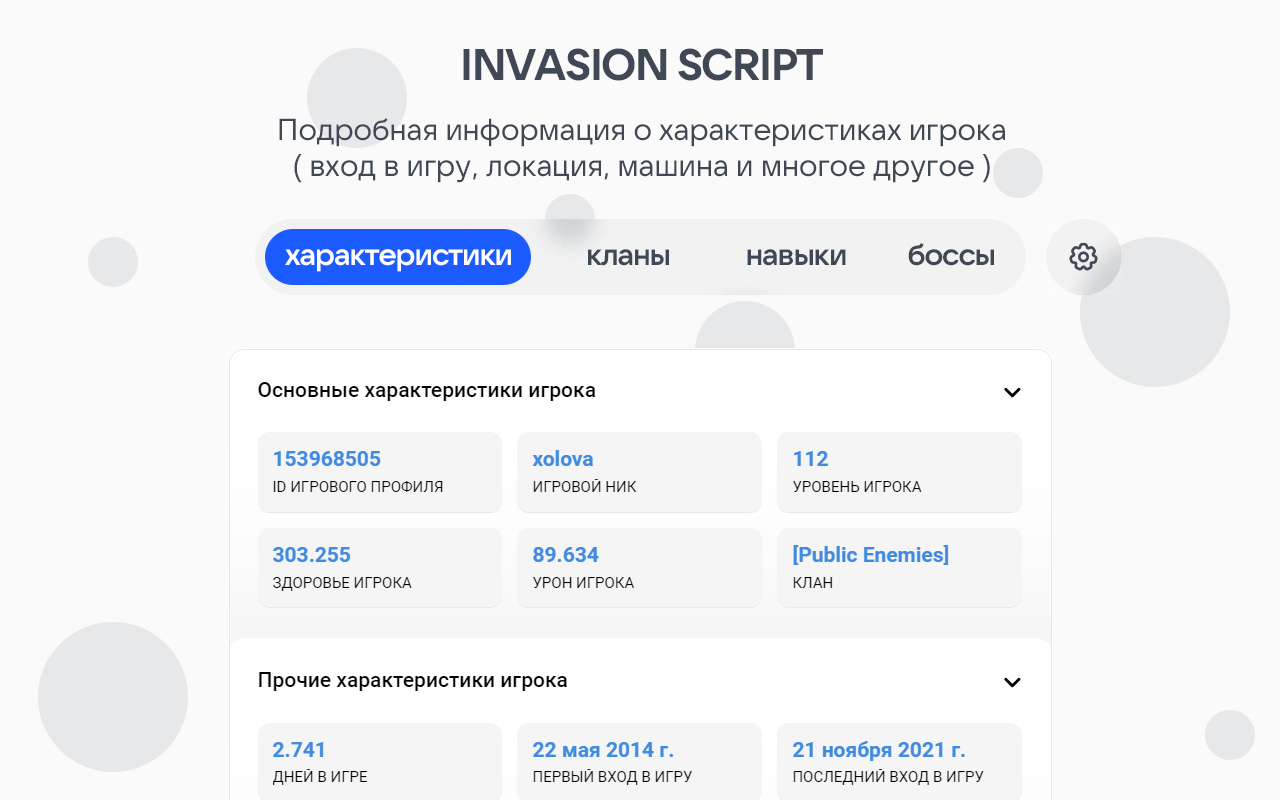 INVASION SCRIPT
Подробная информация о характеристиках игрока
( вход в игру, локация, машина и многое другое )
характеристики кланы навыки боссы
Основные характеристики игрока
153968505 xolova 112
ID ИГРОВОГО ПРОФИЛЯ ИГРОВОЙ НИК УРОВЕНЬ ИГРОКА
303.255 89.634 [Public Enemies]
ЗДОРОВЬЕ ИГРОКА УРОН ИГРОКА КЛАН
Прочие характеристики игрока
2.741 22 мая 2014 г. 21 ноября 2021 г.
ДНЕЙ В ИГРЕ ПЕРВЫЙ ВХОД В ИГРУ ПОСЛЕДНИЙ ВХОД В ИГРУ